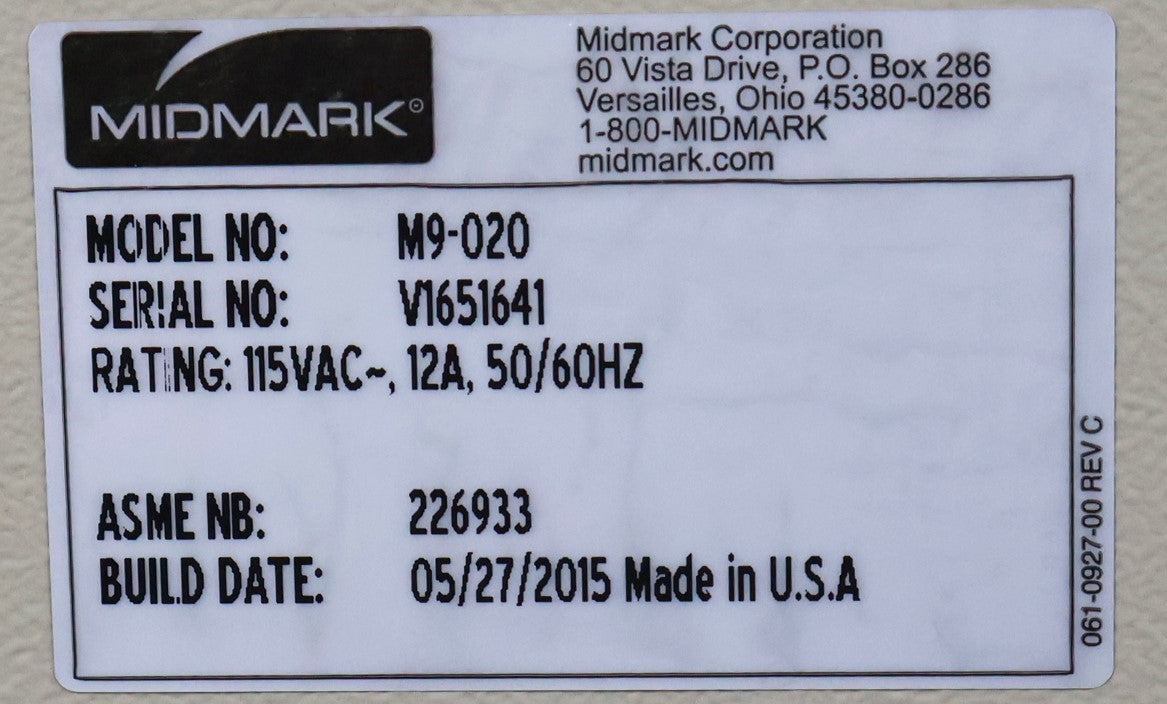 MIDMARK®
Midmark Corporation
60 Vista Drive, P.O. Box 286
Versailles, Ohio 45380-0286
1-800-MIDMARK
midmark.com
MODEL NO: M9-020
SERIAL NO: V1651641
RATING: 115VAC~, 12A, 50/60HZ
ASME NB: 226933
BUILD DATE: 05/27/2015 Made in U.S.A
061-0927-00 REV C